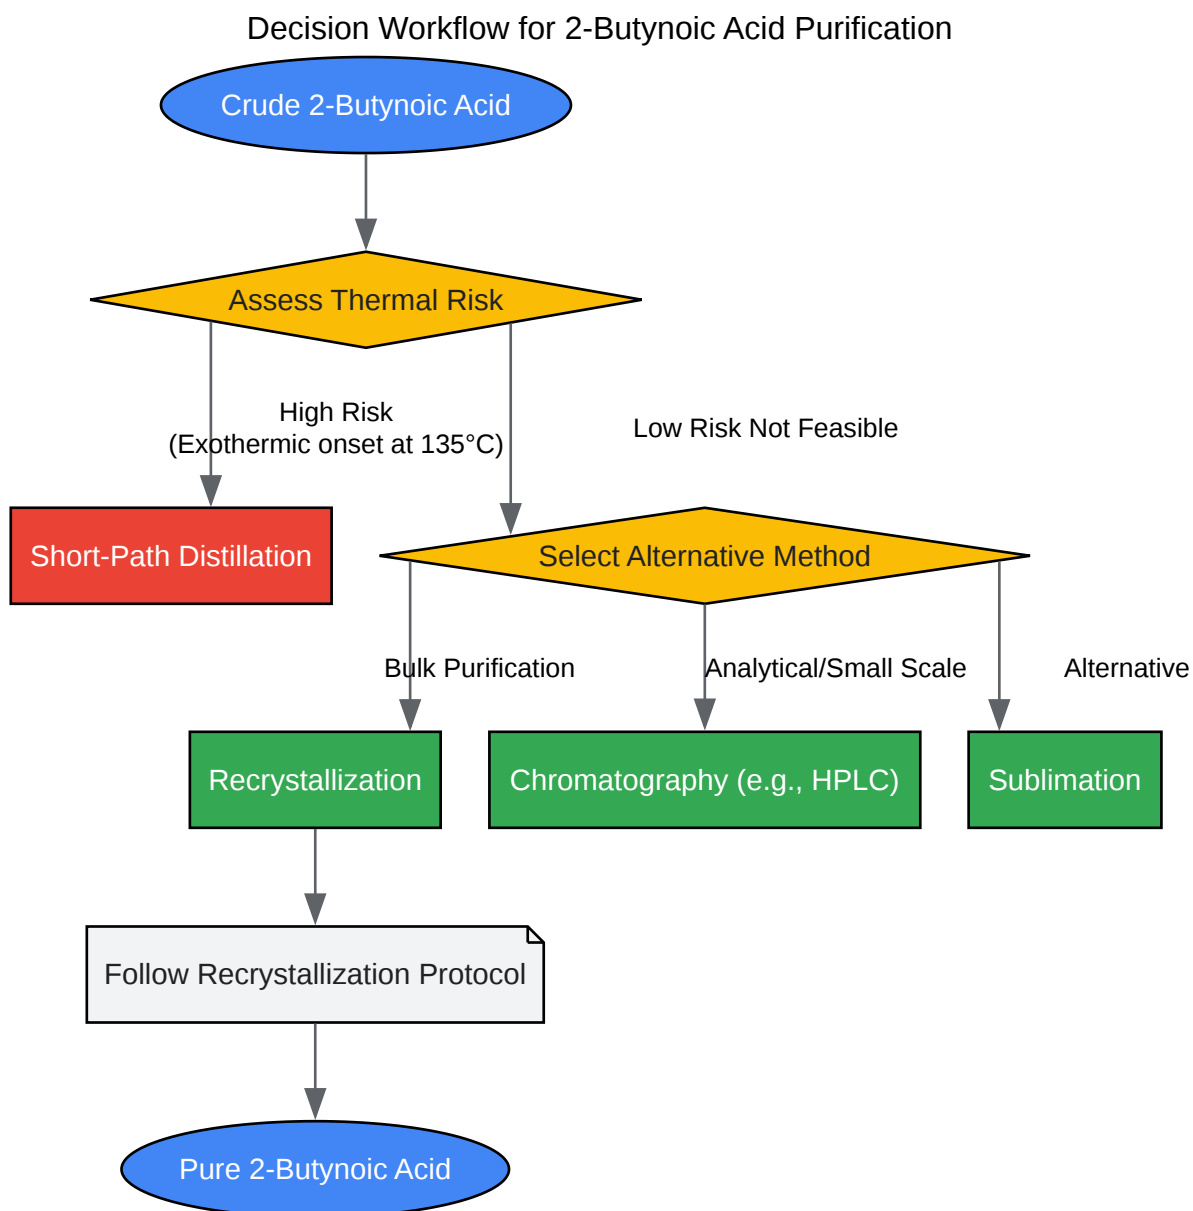 Decision Workflow for 2-Butynoic Acid Purification
Crude 2-Butynoic Acid
Assess Thermal Risk
High Risk
(Exothermic onset at 135°C)
Low Risk Not Feasible
Short-Path Distillation
Select Alternative Method
Bulk Purification
Analytical/Small Scale
Alternative
Recrystallization
Chromatography (e.g., HPLC)
Sublimation
Follow Recrystallization Protocol
Pure 2-Butynoic Acid